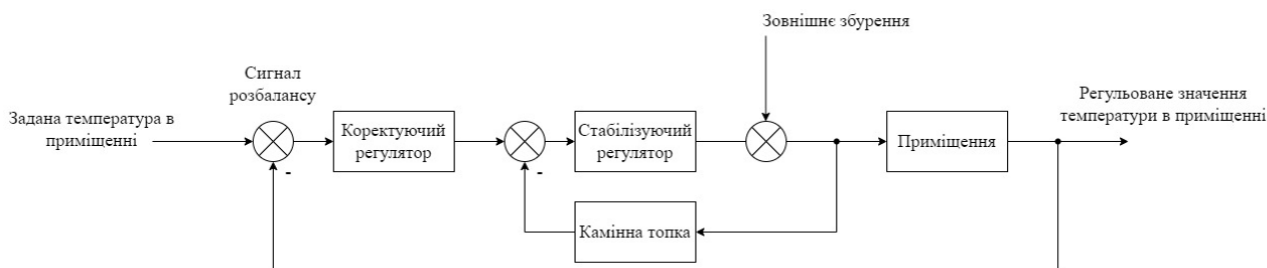 Зовнішнє збурення
Сигнал
розбалансу
Задана температура в
приміщенні
Коректуючий
регулятор
Стабілізуючий
регулятор
Приміщення
Регульоване значення
температури в приміщенні
-
-
Камінна топка